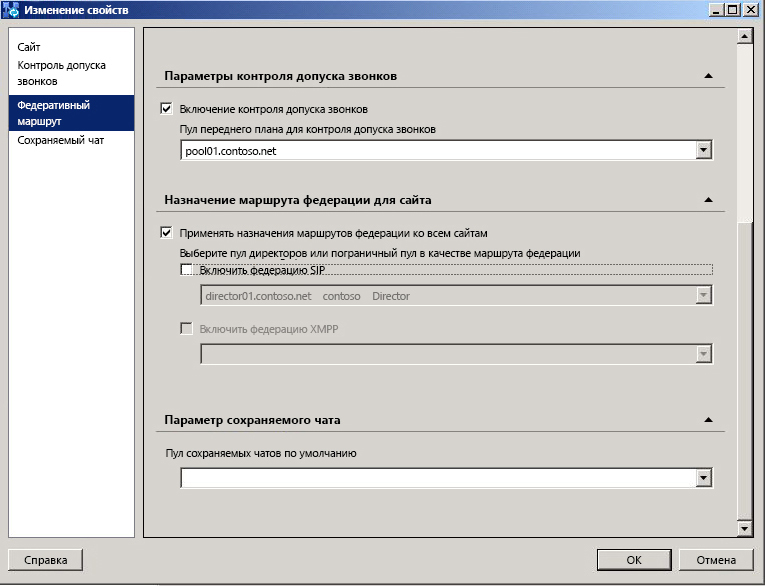 Изменение свойств
Сайт
Контроль допуска
звонков
Федеративный
маршрут
Сохраняемый чат
Параметры контроля допуска звонков
Включение контроля допуска звонков
Пул переднего плана для контроля допуска звонков
pool01.contoso.net
Назначение маршрута федерации для сайта
Применять назначения маршрутов федерации ко всем сайтам
Выберите пул директоров или пограничный пул в качестве маршрута федерации
Включить федерацию SIP
director01.contoso.net contoso Director
Включить федерацию XMPP
Параметр сохраняемого чата
Пул сохраняемых чатов по умолчанию
Справка
ОК
Отмена